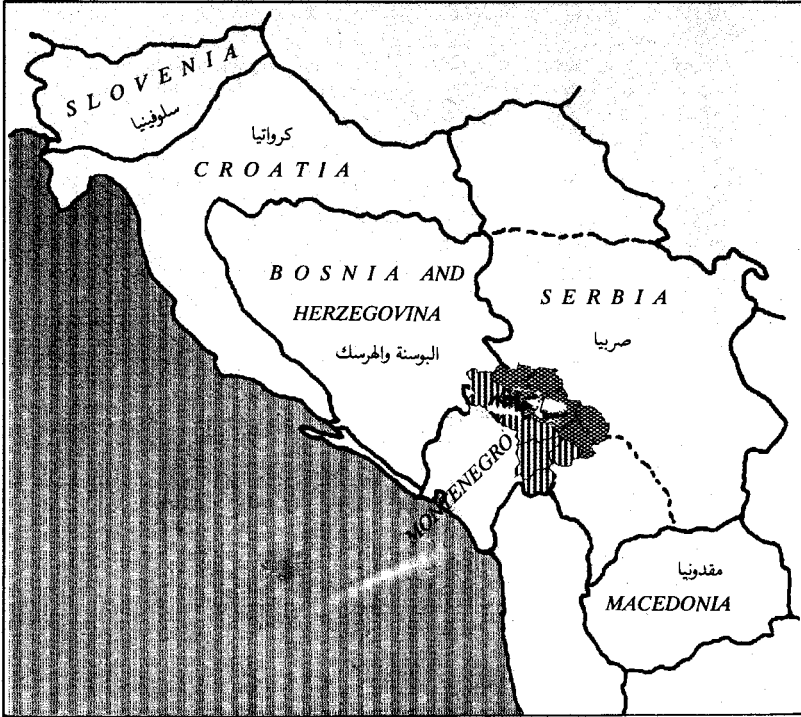 SLOVENIA
سلوفينيا
كرواتيا
CROATIA
BOSNIA AND
HERZEGOVINA
البوسنة والهرسك
SERBIA
صربيا
MONTENEGRO
مقدونيا
MACEDONIA